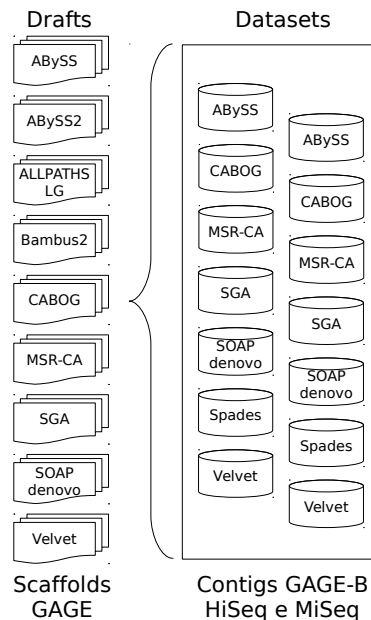 Drafts
ABySS
ABySS2
ALLPATHS
LG
Bambus2
CABOG
MSR-CA
SGA
SOAP
denovo
Velvet
Scaffolds
GAGE
Datasets
ABySS
CABOG
MSR-CA
SGA
SOAP
denovo
Spades
Velvet
ABySS
CABOG
MSR-CA
SGA
SOAP
denovo
Spades
Velvet
Contigs GAGE-B
HiSeq e MiSeq